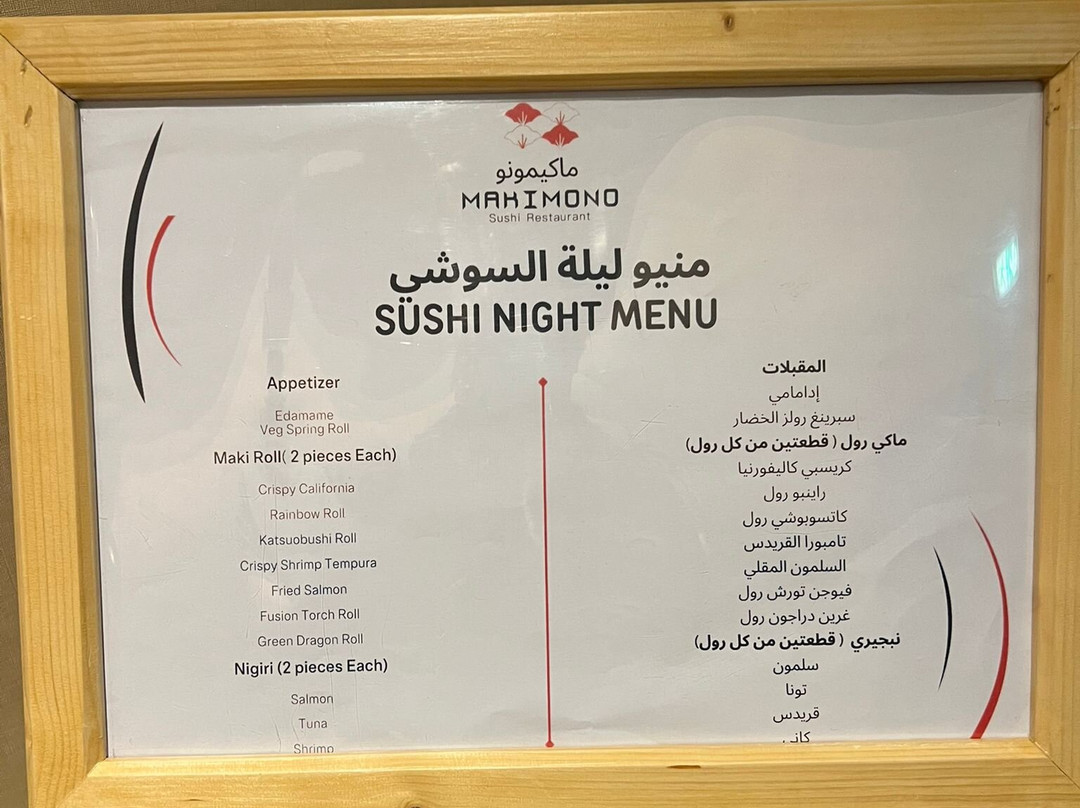 ماكيمونو
MAKIMONO
Sushi Restaurant
منيو ليلة السوشي
SÜSHI NIGHT MENU
Appetizer
Edamame
Veg Spring Roll
Maki Roll( 2 pieces Each)
Crispy California
Rainbow Roll
Katsuobushi Roll
Crispy Shrimp Tempura
Fried Salmon
Fusion Torch Roll
Green Dragon Roll
Nigiri (2 pieces Each)
Salmon
Tuna
Shrimp
المقبلات
إدامامي
سبرينغ رولز الخضار
ماكي رول ( قطعتين من كل رول)
كريسبي كاليفورنيا
راينبو رول
كاتسوبوشي رول
تامبورا القريدس
السلمون المقلي
فيوجن تورش رول
غرين دراجون رول
نبجيري ( قطعتين من كل رول)
سلمون
تونا
قريدس
كاني